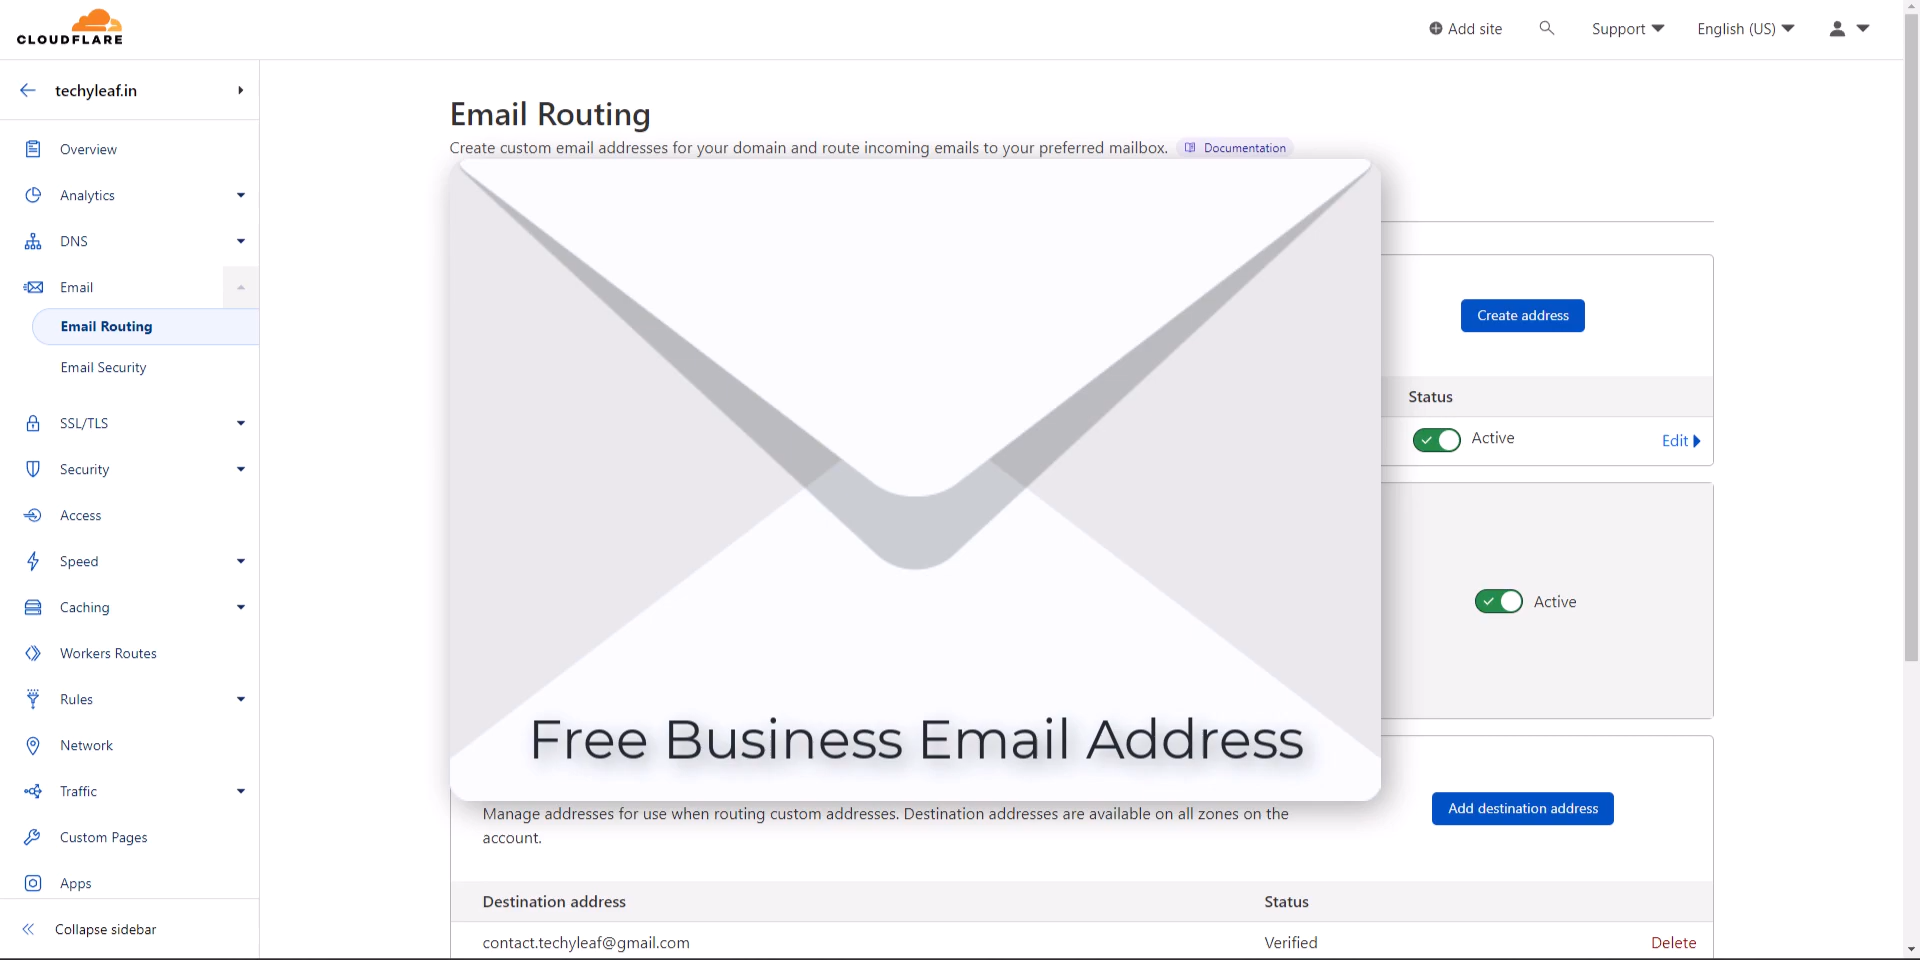 CLOUDFLARE
Add site
Support
English (US)
techyleaf.in
Overview
Analytics
DNS
Email
Email Routing
Email Security
SSL/TLS
Security
Access
Speed
Caching
Workers Routes
Rules
Network
Traffic
Custom Pages
Apps
Collapse sidebar
Email Routing
Create custom email addresses for your domain and route incoming emails to your preferred mailbox. Documentation
Create address
Status
Active Edit
Active
Free Business Email Address
Manage addresses for use when routing custom addresses. Destination addresses are available on all zones on the
account.
Add destination address
Destination address Status
contact.techyleaf@gmail.com Verified Delete